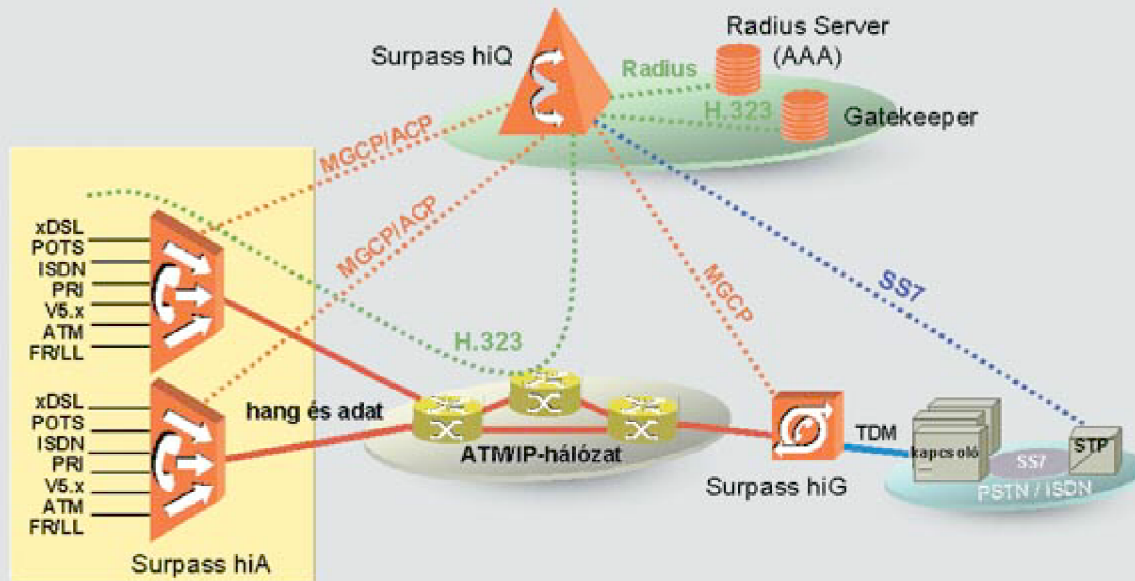 Surpass hiQ
Radius Server
(AAA)
Radius
H.323
Gatekeeper
MGCP/ACP
MGCP/ACP
MGCP
SS7
xDSL
POTS
ISDN
PRI
V5.x
ATM
FR/LL
H.323
xDSL
POTS
ISDN
PRI
V5.x
ATM
FR/LL
hang és adat
ATM/IP-hálózat
TDM
kapcsoló
SS7
STP
PSTN / ISDN
Surpass hiG
Surpass hiA